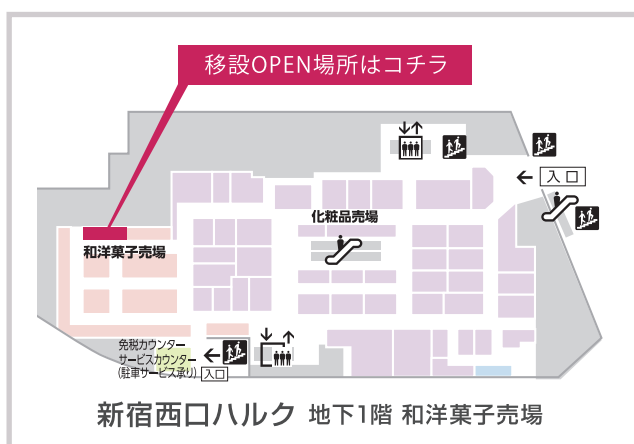 移設OPEN場所はコチラ
入口
化粧品売場
和洋菓子売場
免税カウンター
サービスカウンター
(駐車サービス承り)
入口
新宿西口ハルク 地下1階 和洋菓子売場